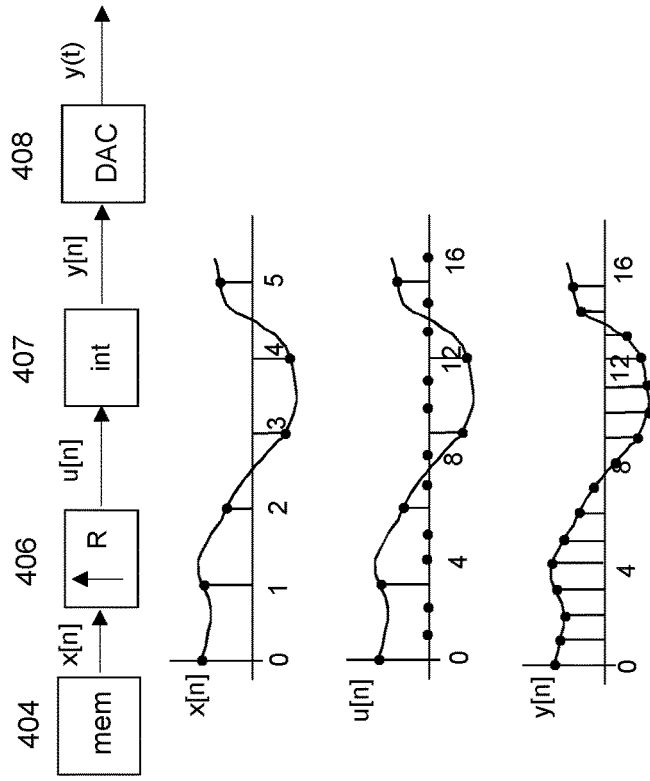 404 406 407 408
mem x[n] R u[n] int y[n] DAC y(t)
x[n]
0 1 2 3 4 5
u[n]
0 4 8 12 16
y[n]
0 4 8 12 16